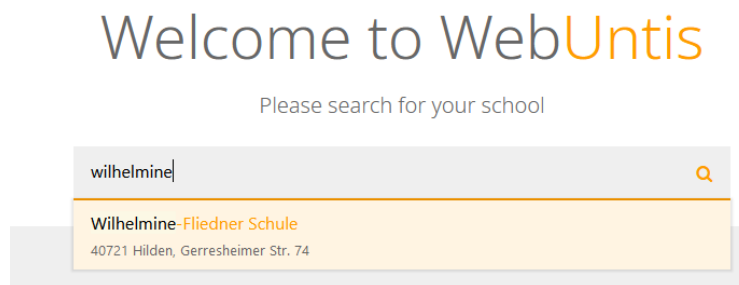 Welcome to WebUntis
Please search for your school
wilhelmine
Wilhelmine-Fliedner Schule
40721 Hilden, Gerresheimer Str. 74